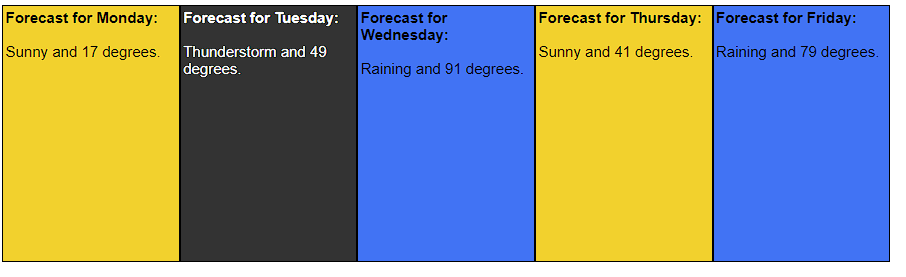 Forecast for Monday:
Sunny and 17 degrees.
Forecast for Tuesday:
Thunderstorm and 49
degrees.
Forecast for
Wednesday:
Raining and 91 degrees.
Forecast for Thursday:
Sunny and 41 degrees.
Forecast for Friday:
Raining and 79 degrees.